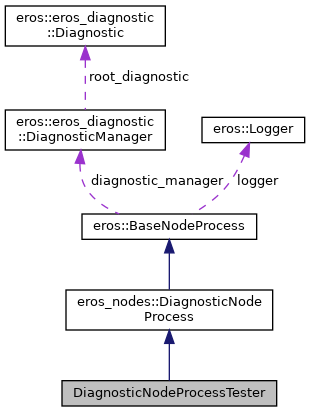 eros::eros_diagnostic
::Diagnostic
root_diagnostic
eros::eros_diagnostic
::DiagnosticManager
eros::Logger
diagnostic_manager
logger
eros::BaseNodeProcess
eros_nodes::DiagnosticNode
Process
DiagnosticNodeProcessTester